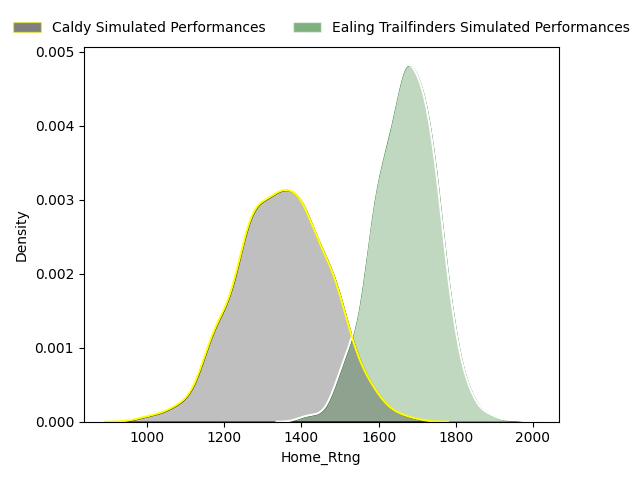 Caldy Simulated Performances
Ealing Trailfinders Simulated Performances
0.005
0.004
0.003
0.002
0.001
0.000
Density
1000 1200 1400 1600 1800 2000
Home_Rtng